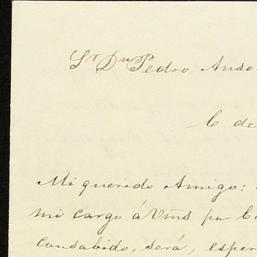 Sr Dn Pedro Anso
C de
Mi querido Amigo:
mi cargo á Vms por
consabido, será, esper